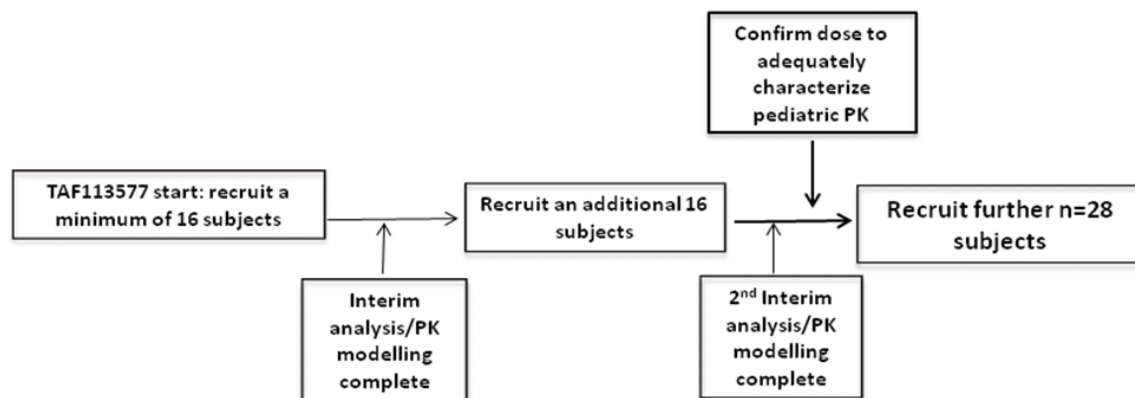 Confirm dose to
adequately
characterize
pediatric PK
TAF113577 start: recruit a
minimum of 16 subjects
Recruit an additional 16
subjects
Recruit further n=28
subjects
Interim
analysis/PK
modelling
complete
2nd Interim
analysis/PK
modelling
complete